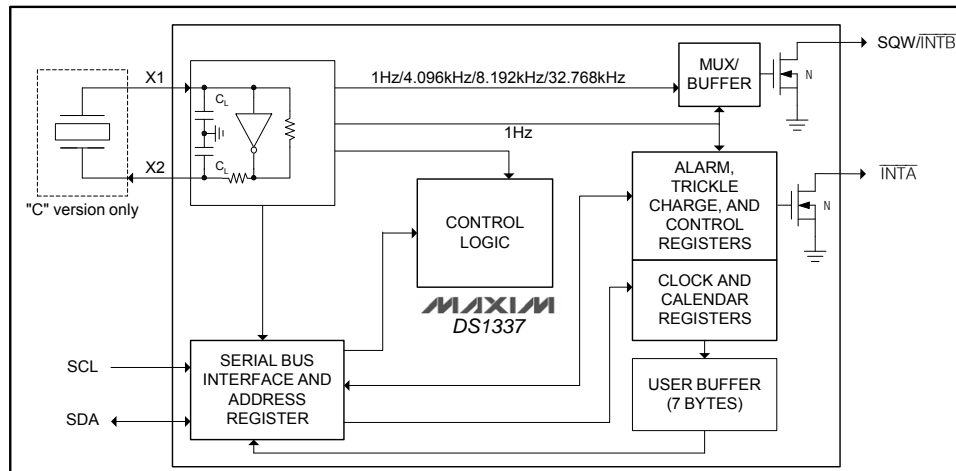 SQW/INTB
X1
1Hz/4.096kHz/8.192kHz/32.768kHz
MUX/
BUFFER
N
CL
1Hz
X2
CL
"C" version only
CONTROL
LOGIC
ALARM,
TRICKLE
CHARGE, AND
CONTROL
REGISTERS
INTA
N
CLOCK AND
CALENDAR
REGISTERS
MAXIM
DS1337
SCL
SDA
SERIAL BUS
INTERFACE AND
ADDRESS
REGISTER
USER BUFFER
(7 BYTES)